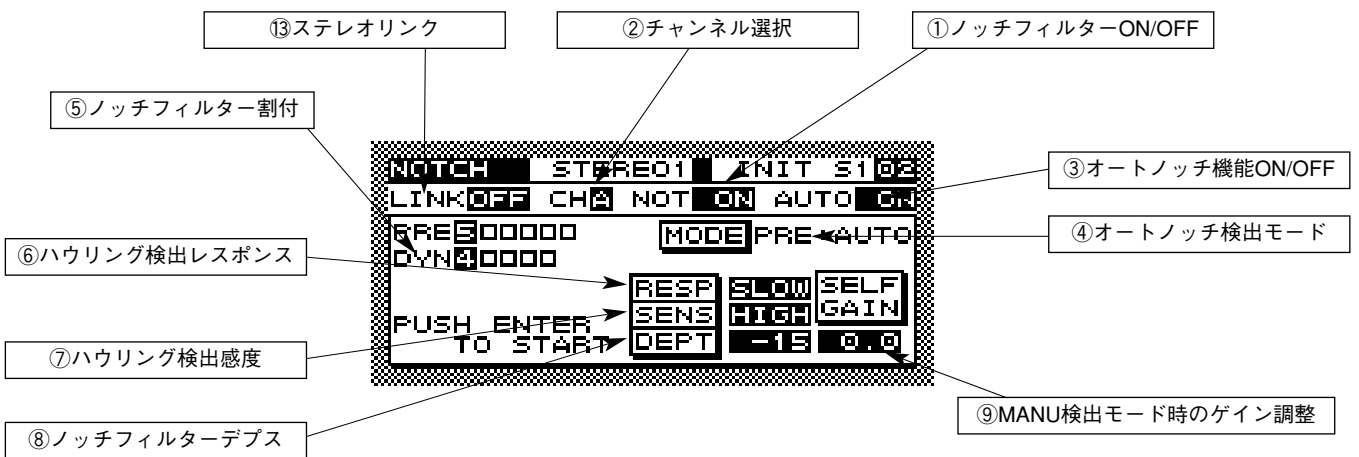 ⑬ステレオリンク
②チャンネル選択
①ノッチフィルターON/OFF
⑤ノッチフィルター割付
NOTCH STEREO1 INIT S1 02
LINK OFF CH A NOT ON AUTO ON
③オートノッチ機能ON/OFF
PRE 5 □□□□□ MODE PRE-AUTO
④オートノッチ検出モード
DYN 4 □□□□
⑥ハウリング検出レスポンス
RESP SLOW SELF
SENS HIGH GAIN
PUSH ENTER
TO START DEPT -15 0.0
⑦ハウリング検出感度
⑨MANU検出モード時のゲイン調整
⑧ノッチフィルターデプス